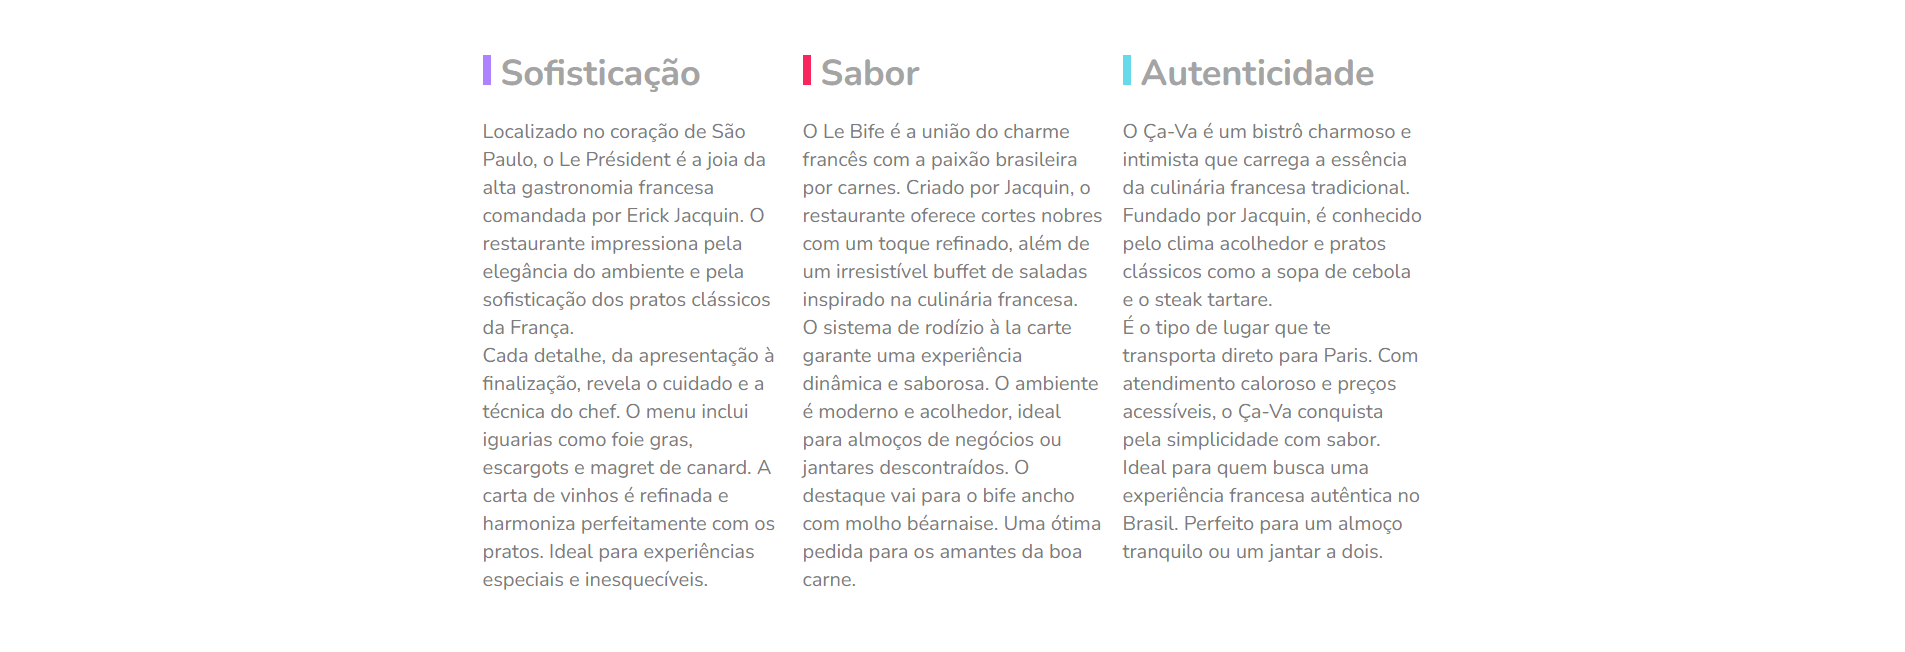 Sofisticação
Localizado no coração de São
Paulo, o Le Président é a joia da
alta gastronomia francesa
comandada por Erick Jacquin. O
restaurante impressiona pela
elegância do ambiente e pela
sofisticação dos pratos clássicos
da França.
Cada detalhe, da apresentação à
finalização, revela o cuidado e a
técnica do chef. O menu inclui
iguarias como foie gras,
escargots e magret de canard. A
carta de vinhos é refinada e
harmoniza perfeitamente com os
pratos. Ideal para experiências
especiais e inesquecíveis.
Sabor
O Le Bife é a união do charme
francês com a paixão brasileira
por carnes. Criado por Jacquin, o
restaurante oferece cortes nobres
com um toque refinado, além de
um irresistível buffet de saladas
inspirado na culinária francesa.
O sistema de rodízio à la carte
garante uma experiência
dinâmica e saborosa. O ambiente
é moderno e acolhedor, ideal
para almoços de negócios ou
jantares descontraídos. O
destaque vai para o bife ancho
com molho béarnaise. Uma ótima
pedida para os amantes da boa
carne.
Autenticidade
O Ça-Va é um bistrô charmoso e
intimista que carrega a essência
da culinária francesa tradicional.
Fundado por Jacquin, é conhecido
pelo clima acolhedor e pratos
clássicos como a sopa de cebola
e o steak tartare.
É o tipo de lugar que te
transporta direto para Paris. Com
atendimento caloroso e preços
acessíveis, o Ça-Va conquista
pela simplicidade com sabor.
Ideal para quem busca uma
experiência francesa autêntica no
Brasil. Perfeito para um almoço
tranquilo ou um jantar a dois.